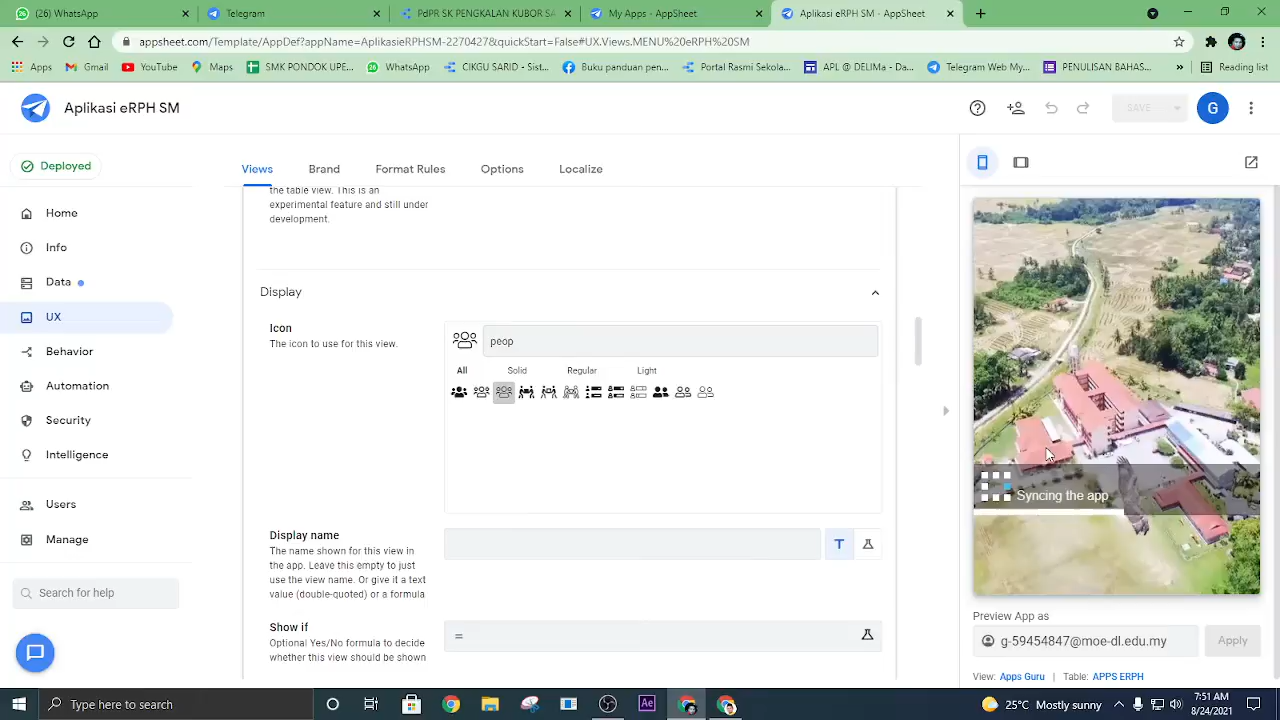 (26) WhatsApp
Telegram
PdPR SK PENGKALAN KUBOR SA
My Apps - AppSheet
Aplikasi eRPH SM - AppSheet
appsheet.com/Template/AppDef?appName=AplikasieRPHSM-2270427&quickStart=False#UX.Views.MENU%20eRPH%20SM
Apps
Gmail
YouTube
Maps
SMK PONDOK UPE...
WhatsApp
CIKGU SARID - Sist...
Buku panduan pen...
Portal Rasmi Sekola...
APL @ DELIMa - Da...
Telegram Web My...
PENULISAN BAHAS...
»
Reading list
Aplikasi eRPH SM
SAVE
G
Deployed
Home
Info
Data
UX
Behavior
Automation
Security
Intelligence
Users
Manage
Search for help
Views
Brand
Format Rules
Options
Localize
the table view. This is an
experimental feature and still under
development.
Display
Icon
The icon to use for this view.
peop
All
Solid
Regular
Light
Display name
The name shown for this view in
the app. Leave this empty to just
use the view name. Or give it a text
value (double-quoted) or a formula
T
Show if
Optional Yes/No formula to decide
whether this view should be shown
=
Syncing the app
Preview App as
g-59454847@moe-dl.edu.my
Apply
View: Apps Guru | Table: APPS ERPH
Type here to search
Ae
25°C Mostly sunny
7:51 AM
8/24/2021